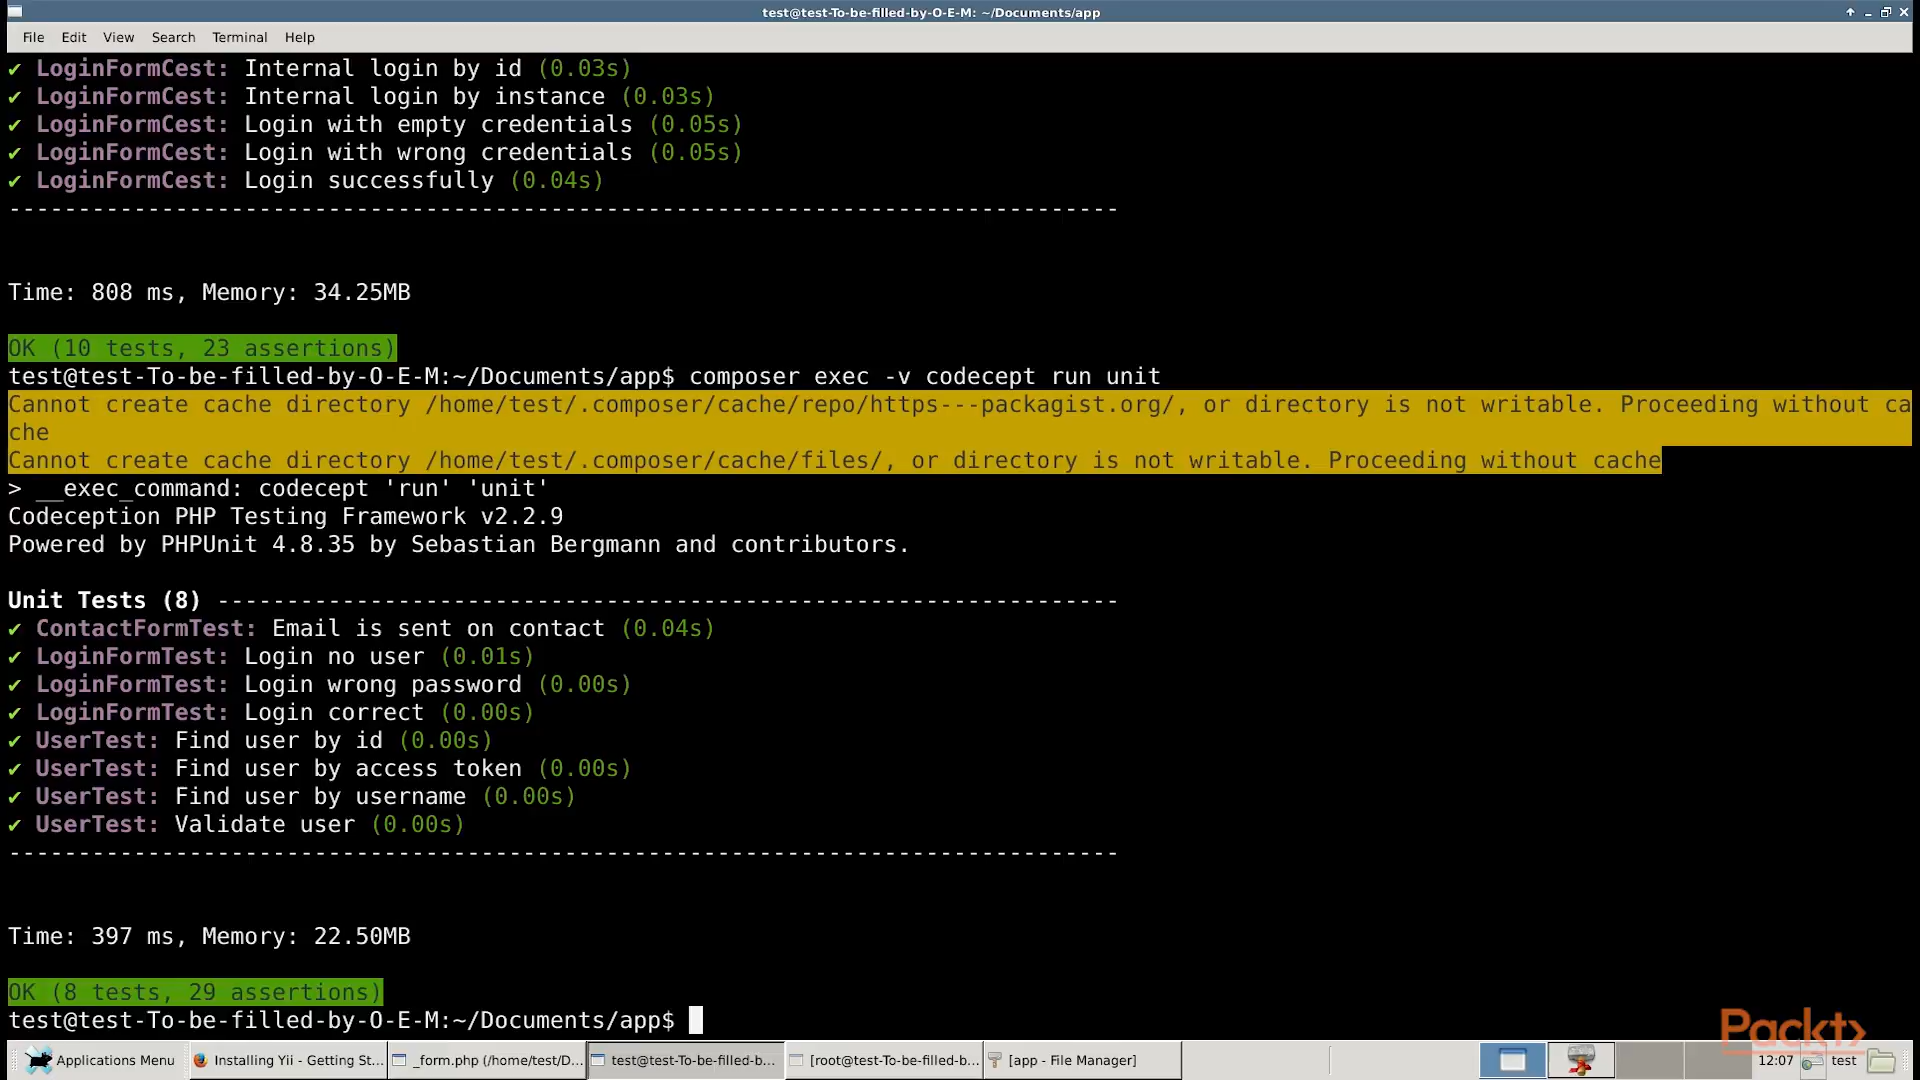 test@test-To-be-filled-by-O-E-M: ~/Documents/app
File Edit View Search Terminal Help
✔ LoginFormCest: Internal login by id (0.03s)
✔ LoginFormCest: Internal login by instance (0.03s)
✔ LoginFormCest: Login with empty credentials (0.05s)
✔ LoginFormCest: Login with wrong credentials (0.05s)
✔ LoginFormCest: Login successfully (0.04s)
--------------------------------------------------------------------------------
Time: 808 ms, Memory: 34.25MB
OK (10 tests, 23 assertions)
test@test-To-be-filled-by-O-E-M:~/Documents/app$ composer exec -v codecept run unit
Cannot create cache directory /home/test/.composer/cache/repo/https---packagist.org/, or directory is not writable. Proceeding without ca
che
Cannot create cache directory /home/test/.composer/cache/files/, or directory is not writable. Proceeding without cache
> __exec_command: codecept 'run' 'unit'
Codeception PHP Testing Framework v2.2.9
Powered by PHPUnit 4.8.35 by Sebastian Bergmann and contributors.
Unit Tests (8) -----------------------------------------------------------------
✔ ContactFormTest: Email is sent on contact (0.04s)
✔ LoginFormTest: Login no user (0.01s)
✔ LoginFormTest: Login wrong password (0.00s)
✔ LoginFormTest: Login correct (0.00s)
✔ UserTest: Find user by id (0.00s)
✔ UserTest: Find user by access token (0.00s)
✔ UserTest: Find user by username (0.00s)
✔ UserTest: Validate user (0.00s)
--------------------------------------------------------------------------------
Time: 397 ms, Memory: 22.50MB
OK (8 tests, 29 assertions)
test@test-To-be-filled-by-O-E-M:~/Documents/app$
Packt>
Applications Menu Installing Yii - Getting St... _form.php (/home/test/D... test@test-To-be-filled-b... [root@test-To-be-filled-b... [app - File Manager] 12:07 test